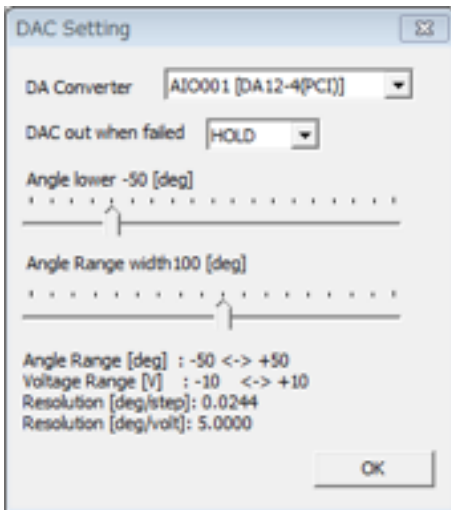 DAC Setting
DA Converter AIO001 [DA12-4(PCI)]
DAC out when failed HOLD
Angle lower -50 [deg]
Angle Range width100 [deg]
Angle Range [deg] : -50 <-> +50
Voltage Range [V] : -10 <-> +10
Resolution [deg/step]: 0.0244
Resolution [deg/volt]: 5.0000
OK